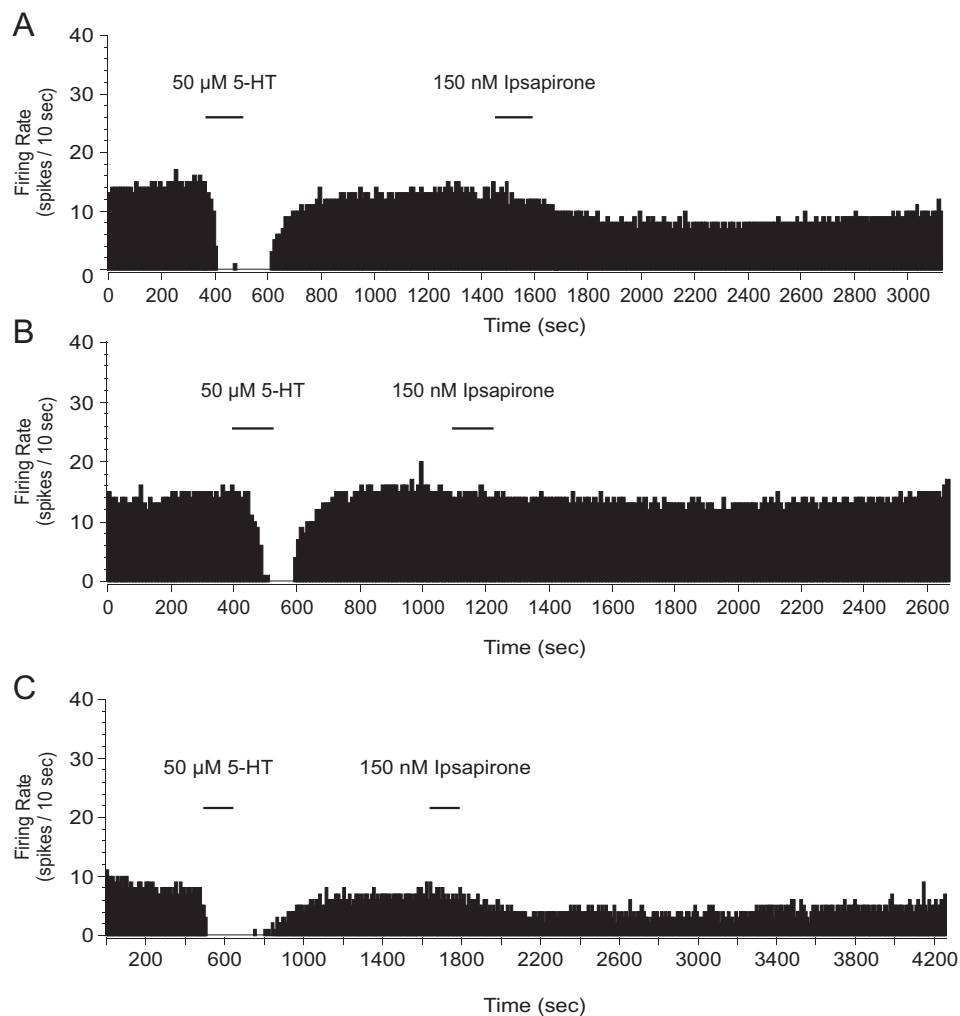 A
40
30
20
10
0
Firing Rate
(spikes / 10 sec)
50 µM 5-HT
150 nM Ipsapirone
0 200 400 600 800 1000 1200 1400 1600 1800 2000 2200 2400 2600 2800 3000
Time (sec)
B
40
30
20
10
0
Firing Rate
(spikes / 10 sec)
50 µM 5-HT
150 nM Ipsapirone
0 200 400 600 800 1000 1200 1400 1600 1800 2000 2200 2400 2600
Time (sec)
C
40
30
20
10
0
Firing Rate
(spikes / 10 sec)
50 µM 5-HT
150 nM Ipsapirone
200 600 1000 1400 1800 2200 2600 3000 3400 3800 4200
Time (sec)